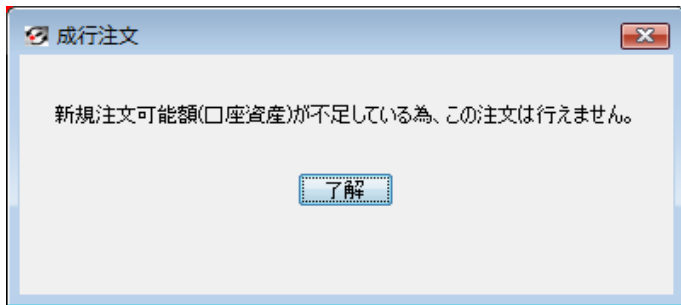 成行注文
新規注文可能額(口座資産)が不足している為、この注文は行えません。
了解